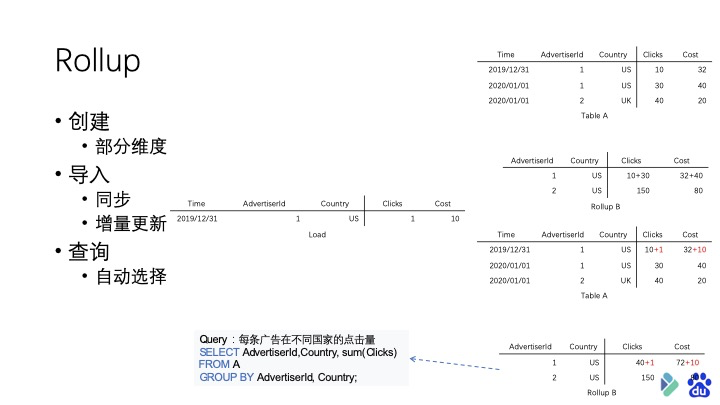 Rollup
• 创建
• 部分维度
• 导入
• 同步
• 增量更新
• 查询
• 自动选择
Time AdvertiserId Country Clicks Cost
2019/12/31 1 US 1 10
Load
Query：每条广告在不同国家的点击量
SELECT AdvertiserId,Country, sum(Clicks)
FROM A
GROUP BY AdvertiserId, Country;
Time AdvertiserId Country Clicks Cost
2019/12/31 1 US 10 32
2020/01/01 1 US 30 40
2020/01/01 2 UK 40 20
Table A
AdvertiserId Country Clicks Cost
1 US 10+30 32+40
2 US 150 80
Rollup B
Time AdvertiserId Country Clicks Cost
2019/12/31 1 US 10+1 32+10
2020/01/01 1 US 30 40
2020/01/01 2 UK 40 20
Table A
AdvertiserId Country Clicks Cost
1 US 40+1 72+10
2 US 150
Rollup B
du